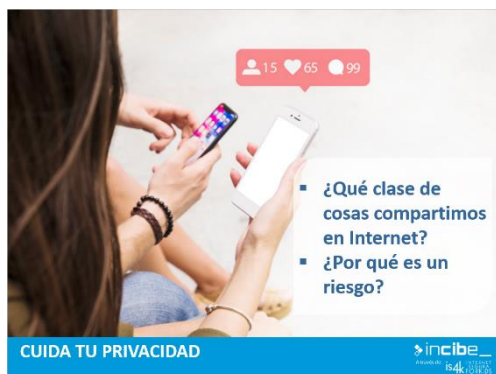 15 65 99
▪ ¿Qué clase de
cosas compartimos
en Internet?
▪ ¿Por qué es un
riesgo?
CUIDA TU PRIVACIDAD
incibe_
is4k INTERNET